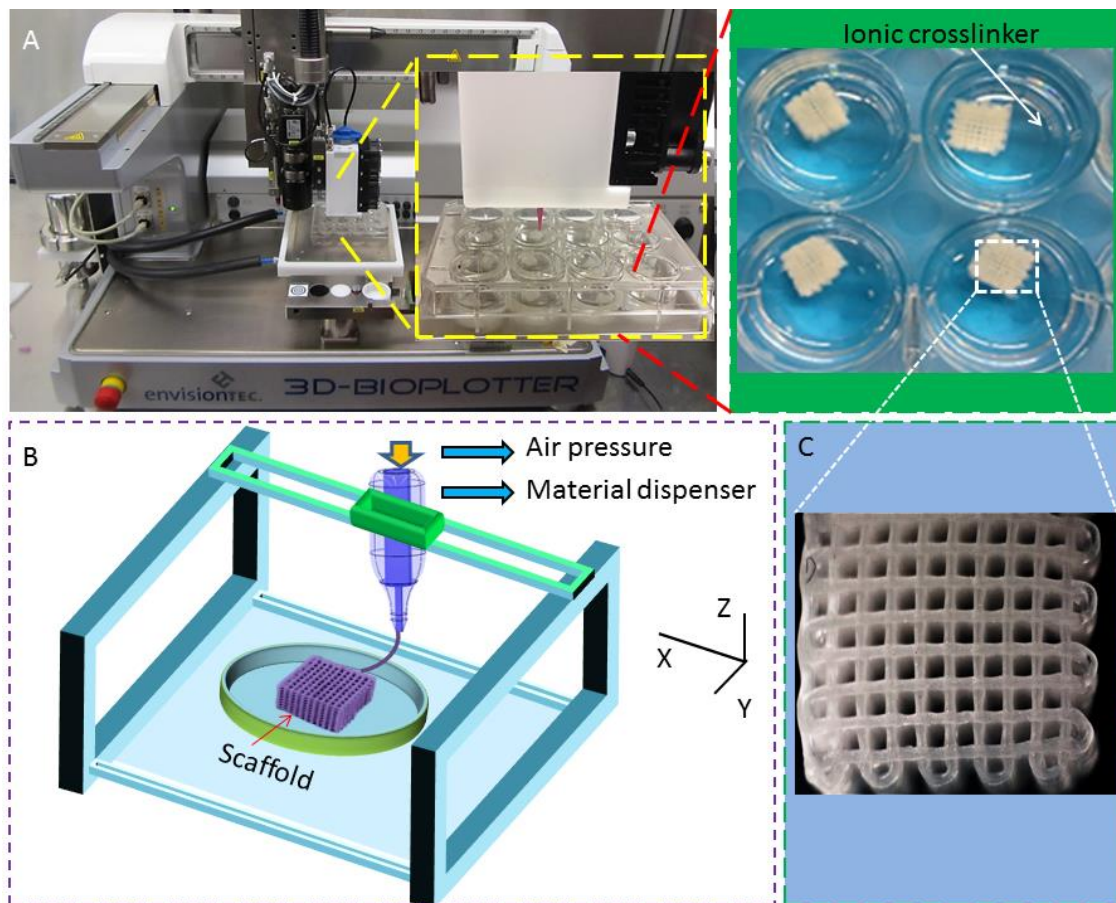 A
Ionic crosslinker
envisionTEC.
3D-BIOPLOTTER
B
Air pressure
Material dispenser
Scaffold
Z
X
Y
C